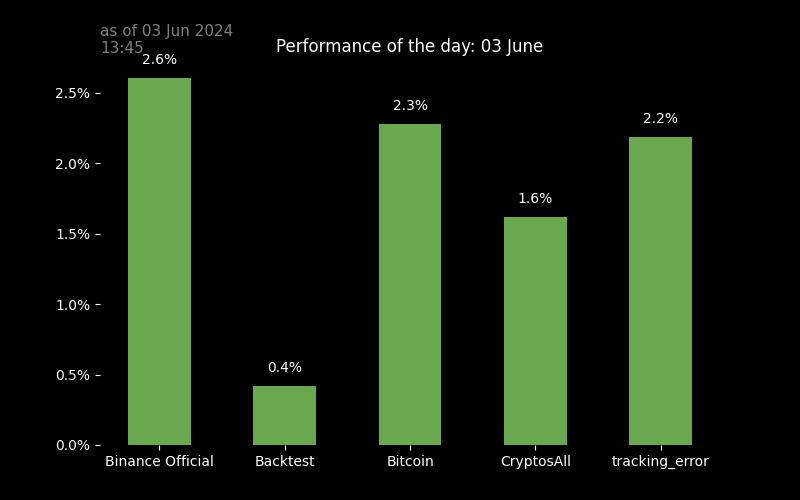 as of 03 Jun 2024
13:45
Performance of the day: 03 June
2.6%
0.4%
2.3%
1.6%
2.2%
2.5%
2.0%
1.5%
1.0%
0.5%
0.0%
Binance Official
Backtest
Bitcoin
CryptosAll
tracking_error